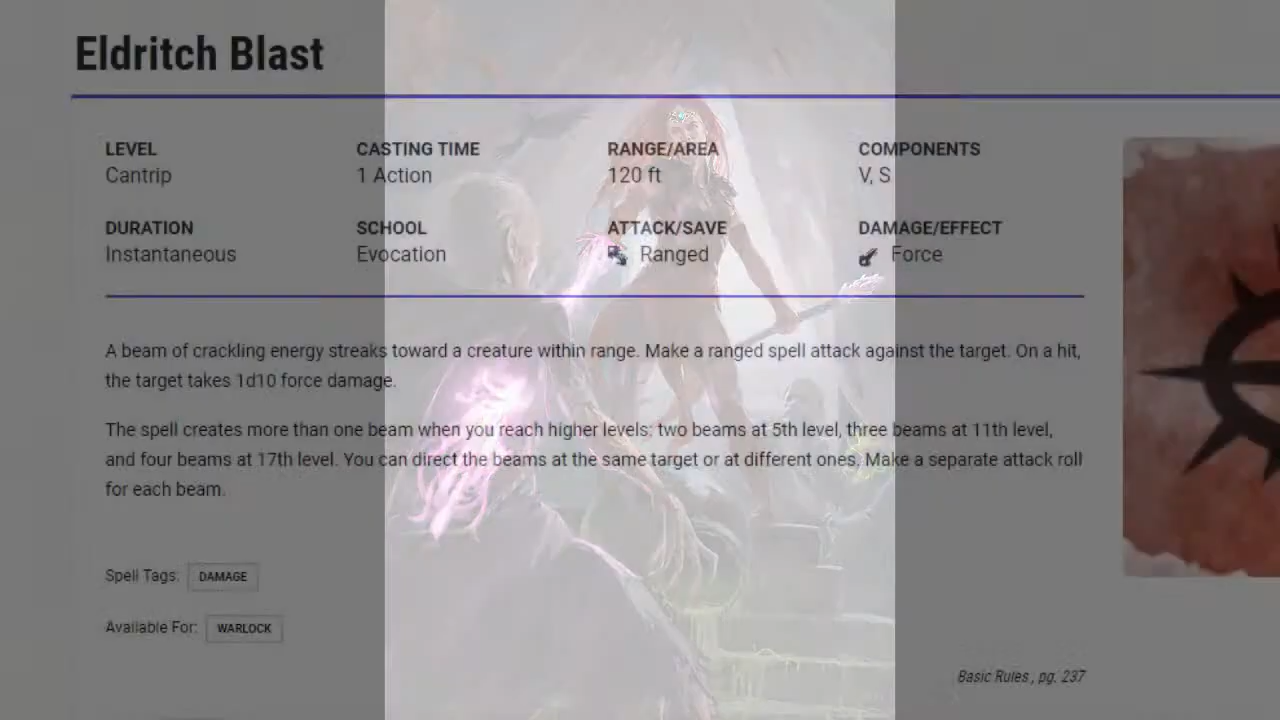 Eldritch Blast
LEVEL CASTING TIME RANGE/AREA COMPONENTS
Cantrip 1 Action 120 ft V, S
DURATION SCHOOL ATTACK/SAVE DAMAGE/EFFECT
Instantaneous Evocation Ranged Force
A beam of crackling energy streaks toward a creature within range. Make a ranged spell attack against the target. On a hit,
the target takes 1d10 force damage.
The spell creates more than one beam when you reach higher levels: two beams at 5th level, three beams at 11th level,
and four beams at 17th level. You can direct the beams at the same target or at different ones. Make a separate attack roll
for each beam.
Spell Tags: DAMAGE
Available For: WARLOCK
Basic Rules , pg. 237